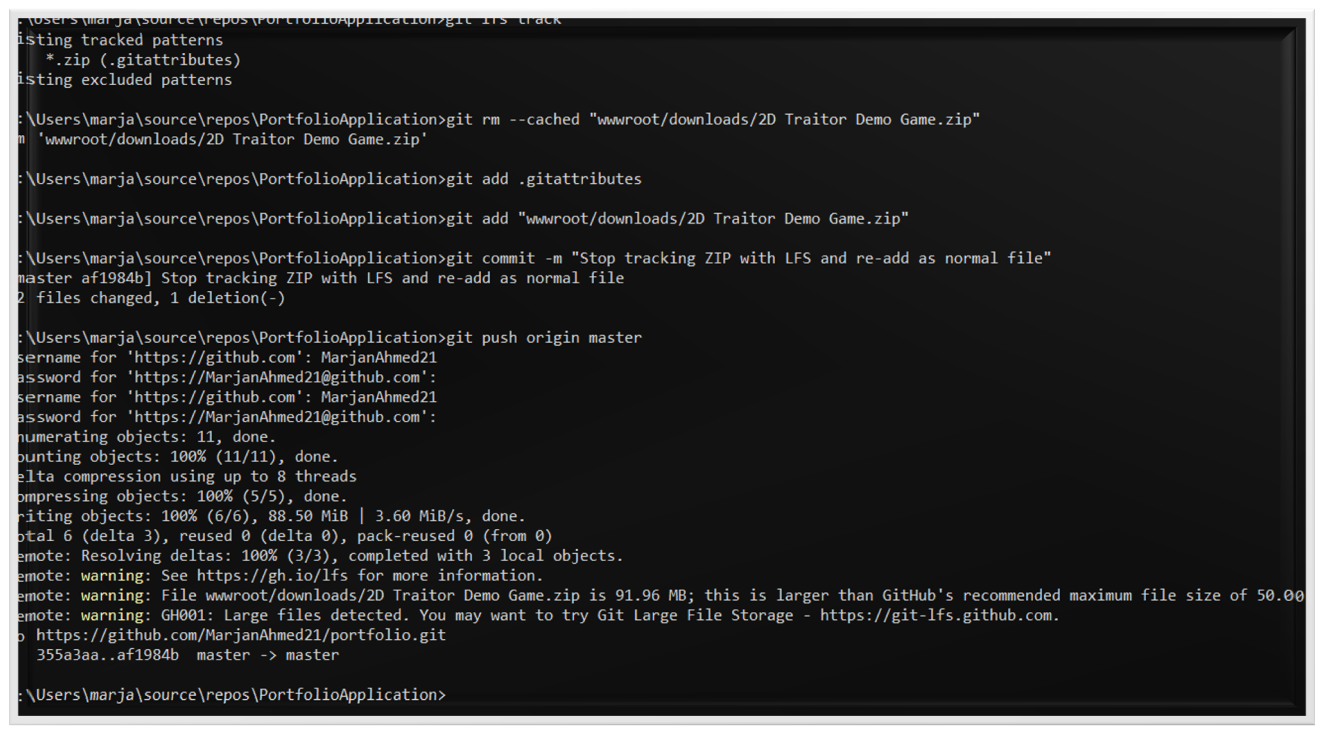 :\Users\marja\source\repos\PortfolioApplication>git lfs track
isting tracked patterns
*.zip (.gitattributes)
isting excluded patterns
:\Users\marja\source\repos\PortfolioApplication>git rm --cached "wwwroot/downloads/2D Traitor Demo Game.zip"
m 'wwwroot/downloads/2D Traitor Demo Game.zip'
:\Users\marja\source\repos\PortfolioApplication>git add .gitattributes
:\Users\marja\source\repos\PortfolioApplication>git add "wwwroot/downloads/2D Traitor Demo Game.zip"
:\Users\marja\source\repos\PortfolioApplication>git commit -m "Stop tracking ZIP with LFS and re-add as normal file"
master af1984b] Stop tracking ZIP with LFS and re-add as normal file
2 files changed, 1 deletion(-)
:\Users\marja\source\repos\PortfolioApplication>git push origin master
sername for 'https://github.com': MarjanAhmed21
assword for 'https://MarjanAhmed21@github.com':
sername for 'https://github.com': MarjanAhmed21
assword for 'https://MarjanAhmed21@github.com':
numerating objects: 11, done.
ounting objects: 100% (11/11), done.
elta compression using up to 8 threads
ompressing objects: 100% (5/5), done.
riting objects: 100% (6/6), 88.50 MiB | 3.60 MiB/s, done.
otal 6 (delta 3), reused 0 (delta 0), pack-reused 0 (from 0)
emote: Resolving deltas: 100% (3/3), completed with 3 local objects.
emote: warning: See https://gh.io/lfs for more information.
emote: warning: File wwwroot/downloads/2D Traitor Demo Game.zip is 91.96 MB; this is larger than GitHub's recommended maximum file size of 50.00
emote: warning: GH001: Large files detected. You may want to try Git Large File Storage - https://git-lfs.github.com.
o https://github.com/MarjanAhmed21/portfolio.git
355a3aa..af1984b  master -> master
:\Users\marja\source\repos\PortfolioApplication>